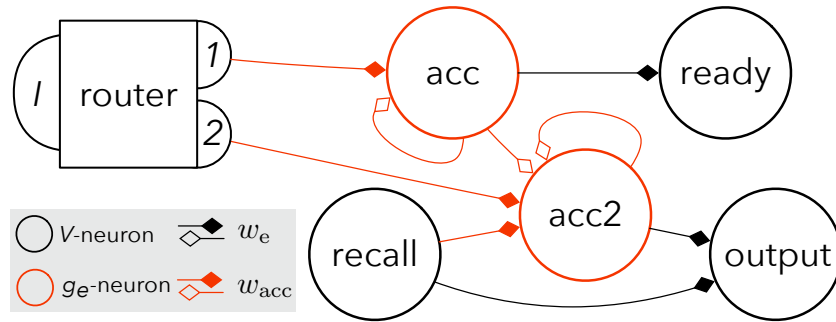 1
acc
ready
I
router
2
acc2
recall
output
V-neuron w_e
g_e-neuron w_acc